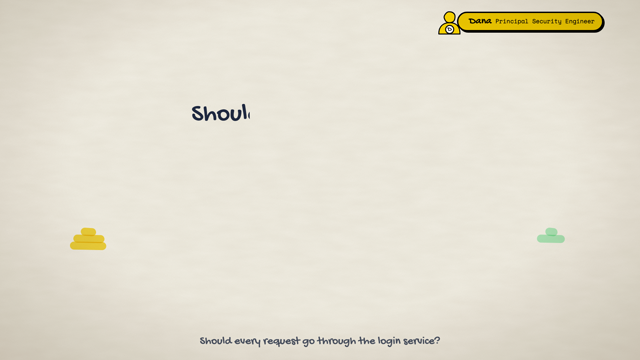 Dana Principal Security Engineer
Shoul
Should every request go through the login service?